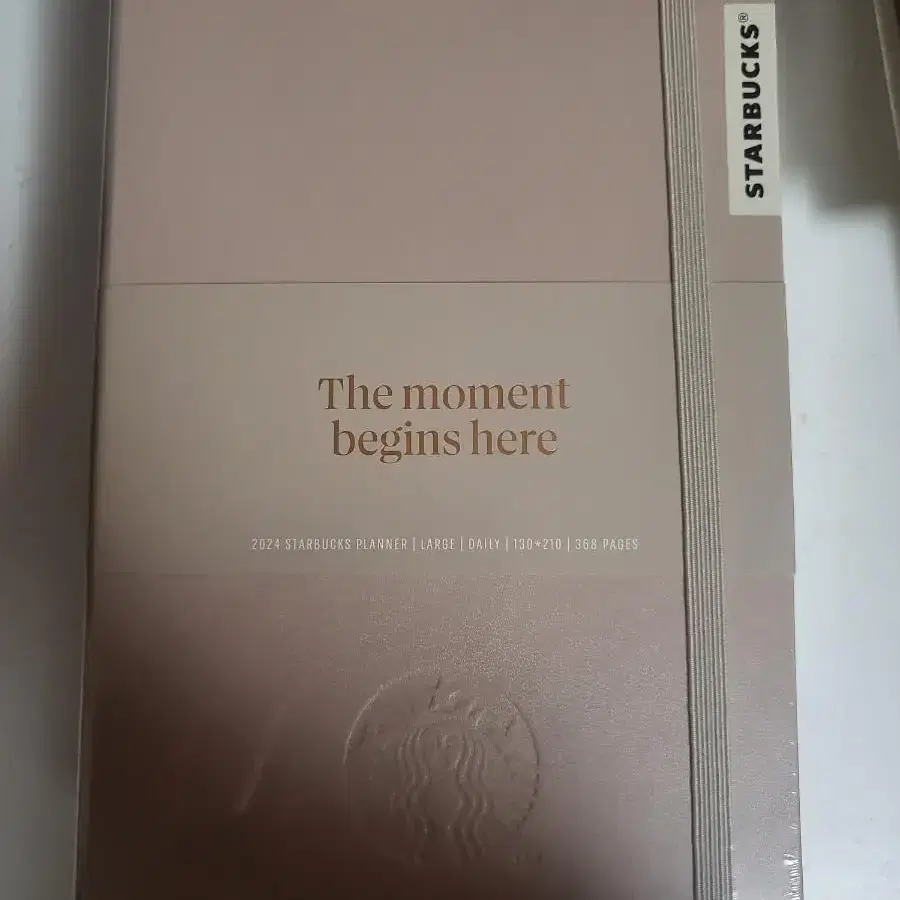 STARBUCKS®
The moment
begins here
2024 STARBUCKS PLANNER | LARGE | DAILY | 130*210 | 368 PAGES